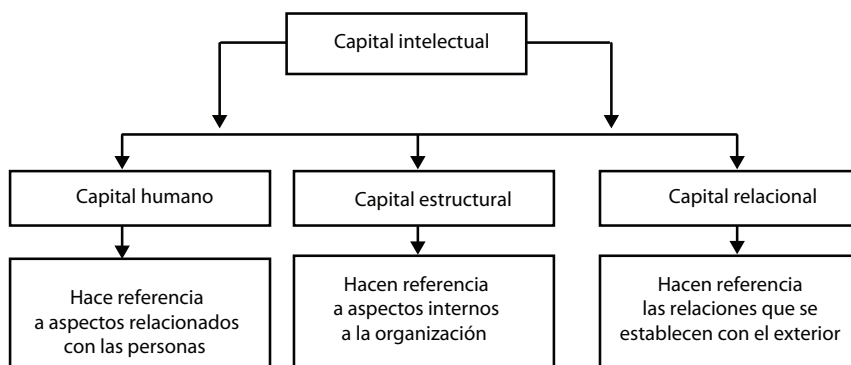 Capital intelectual
Capital humano
Capital estructural
Capital relacional
Hace referencia
a aspectos relacionados
con las personas
Hacen referencia
a aspectos internos
a la organización
Hacen referencia
las relaciones que se
establecen con el exterior